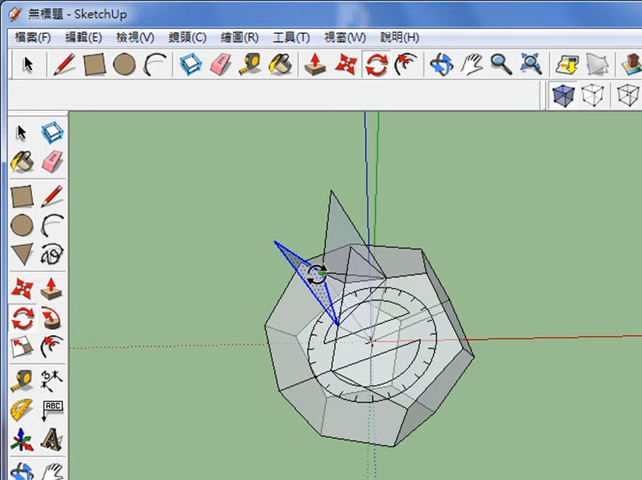 無標題 - SketchUp
檔案(F) 編輯(E) 檢視(V) 鏡頭(C) 繪圖(R) 工具(T) 視窗(W) 說明(H)
ABC
A